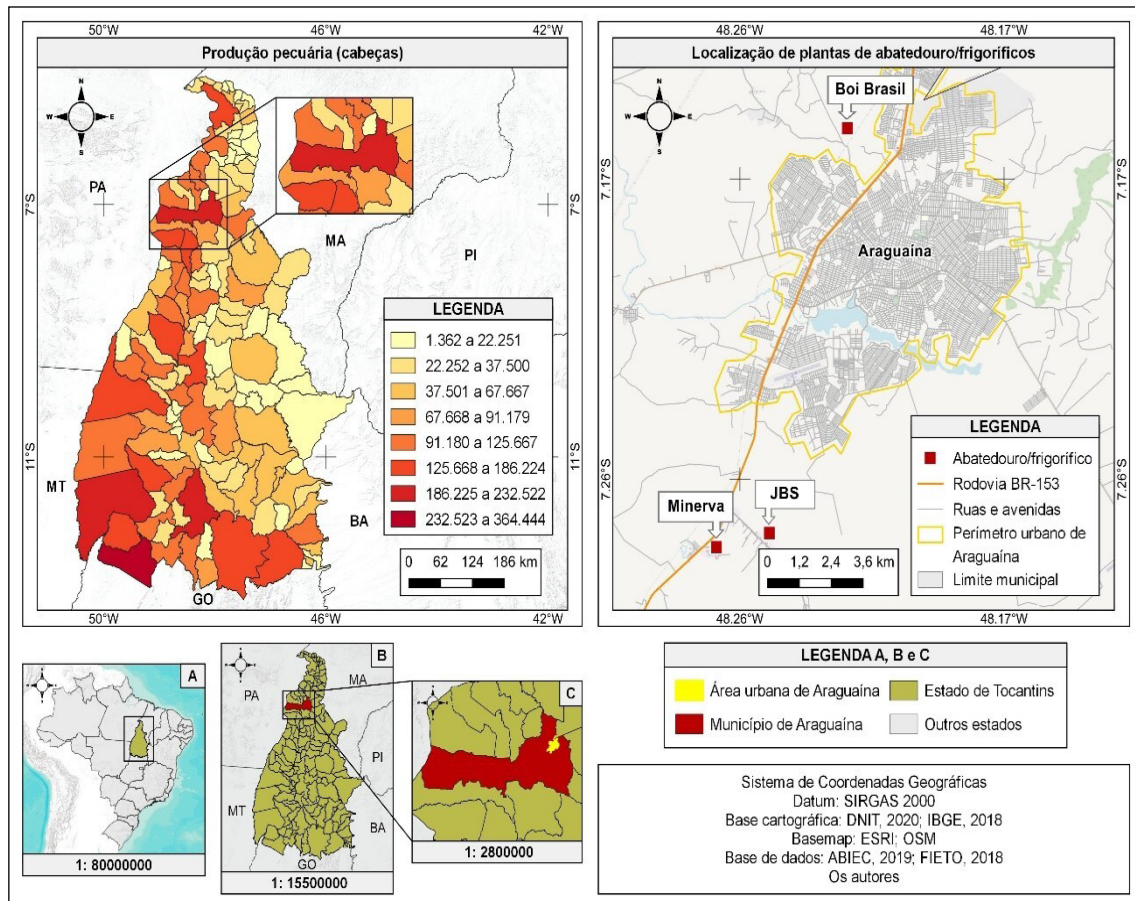 50°W
46°W
42°W
Produção pecuária (cabeças)
N
W
E
S
PA
MA
PI
MT
BA
GO
7°S
7°S
11°S
11°S
LEGENDA
1.362 a 22.251
22.252 a 37.500
37.501 a 67.667
67.668 a 91.179
91.180 a 125.667
125.668 a 186.224
186.225 a 232.522
232.523 a 364.444
0 62 124 186 km
50°W
46°W
42°W
48.26°W
48.17°W
Localização de plantas de abatedouro/frigoríficos
N
W
E
S
Boi Brasil
7.17°S
7.17°S
Araguaína
7.26°S
7.26°S
Minerva
JBS
LEGENDA
Abatedouro/frigorífico
Rodovia BR-153
Ruas e avenidas
Perímetro urbano de
Araguaína
Limite municipal
0 1,2 2,4 3,6 km
48.26°W
48.17°W
A
1: 80000000
B
PA
MA
PI
MT
BA
GO
1: 15500000
C
1: 2800000
LEGENDA A, B e C
Área urbana de Araguaína
Estado de Tocantins
Município de Araguaína
Outros estados
Sistema de Coordenadas Geográficas
Datum: SIRGAS 2000
Base cartográfica: DNIT, 2020; IBGE, 2018
Basemap: ESRI; OSM
Base de dados: ABIEC, 2019; FIETO, 2018
Os autores